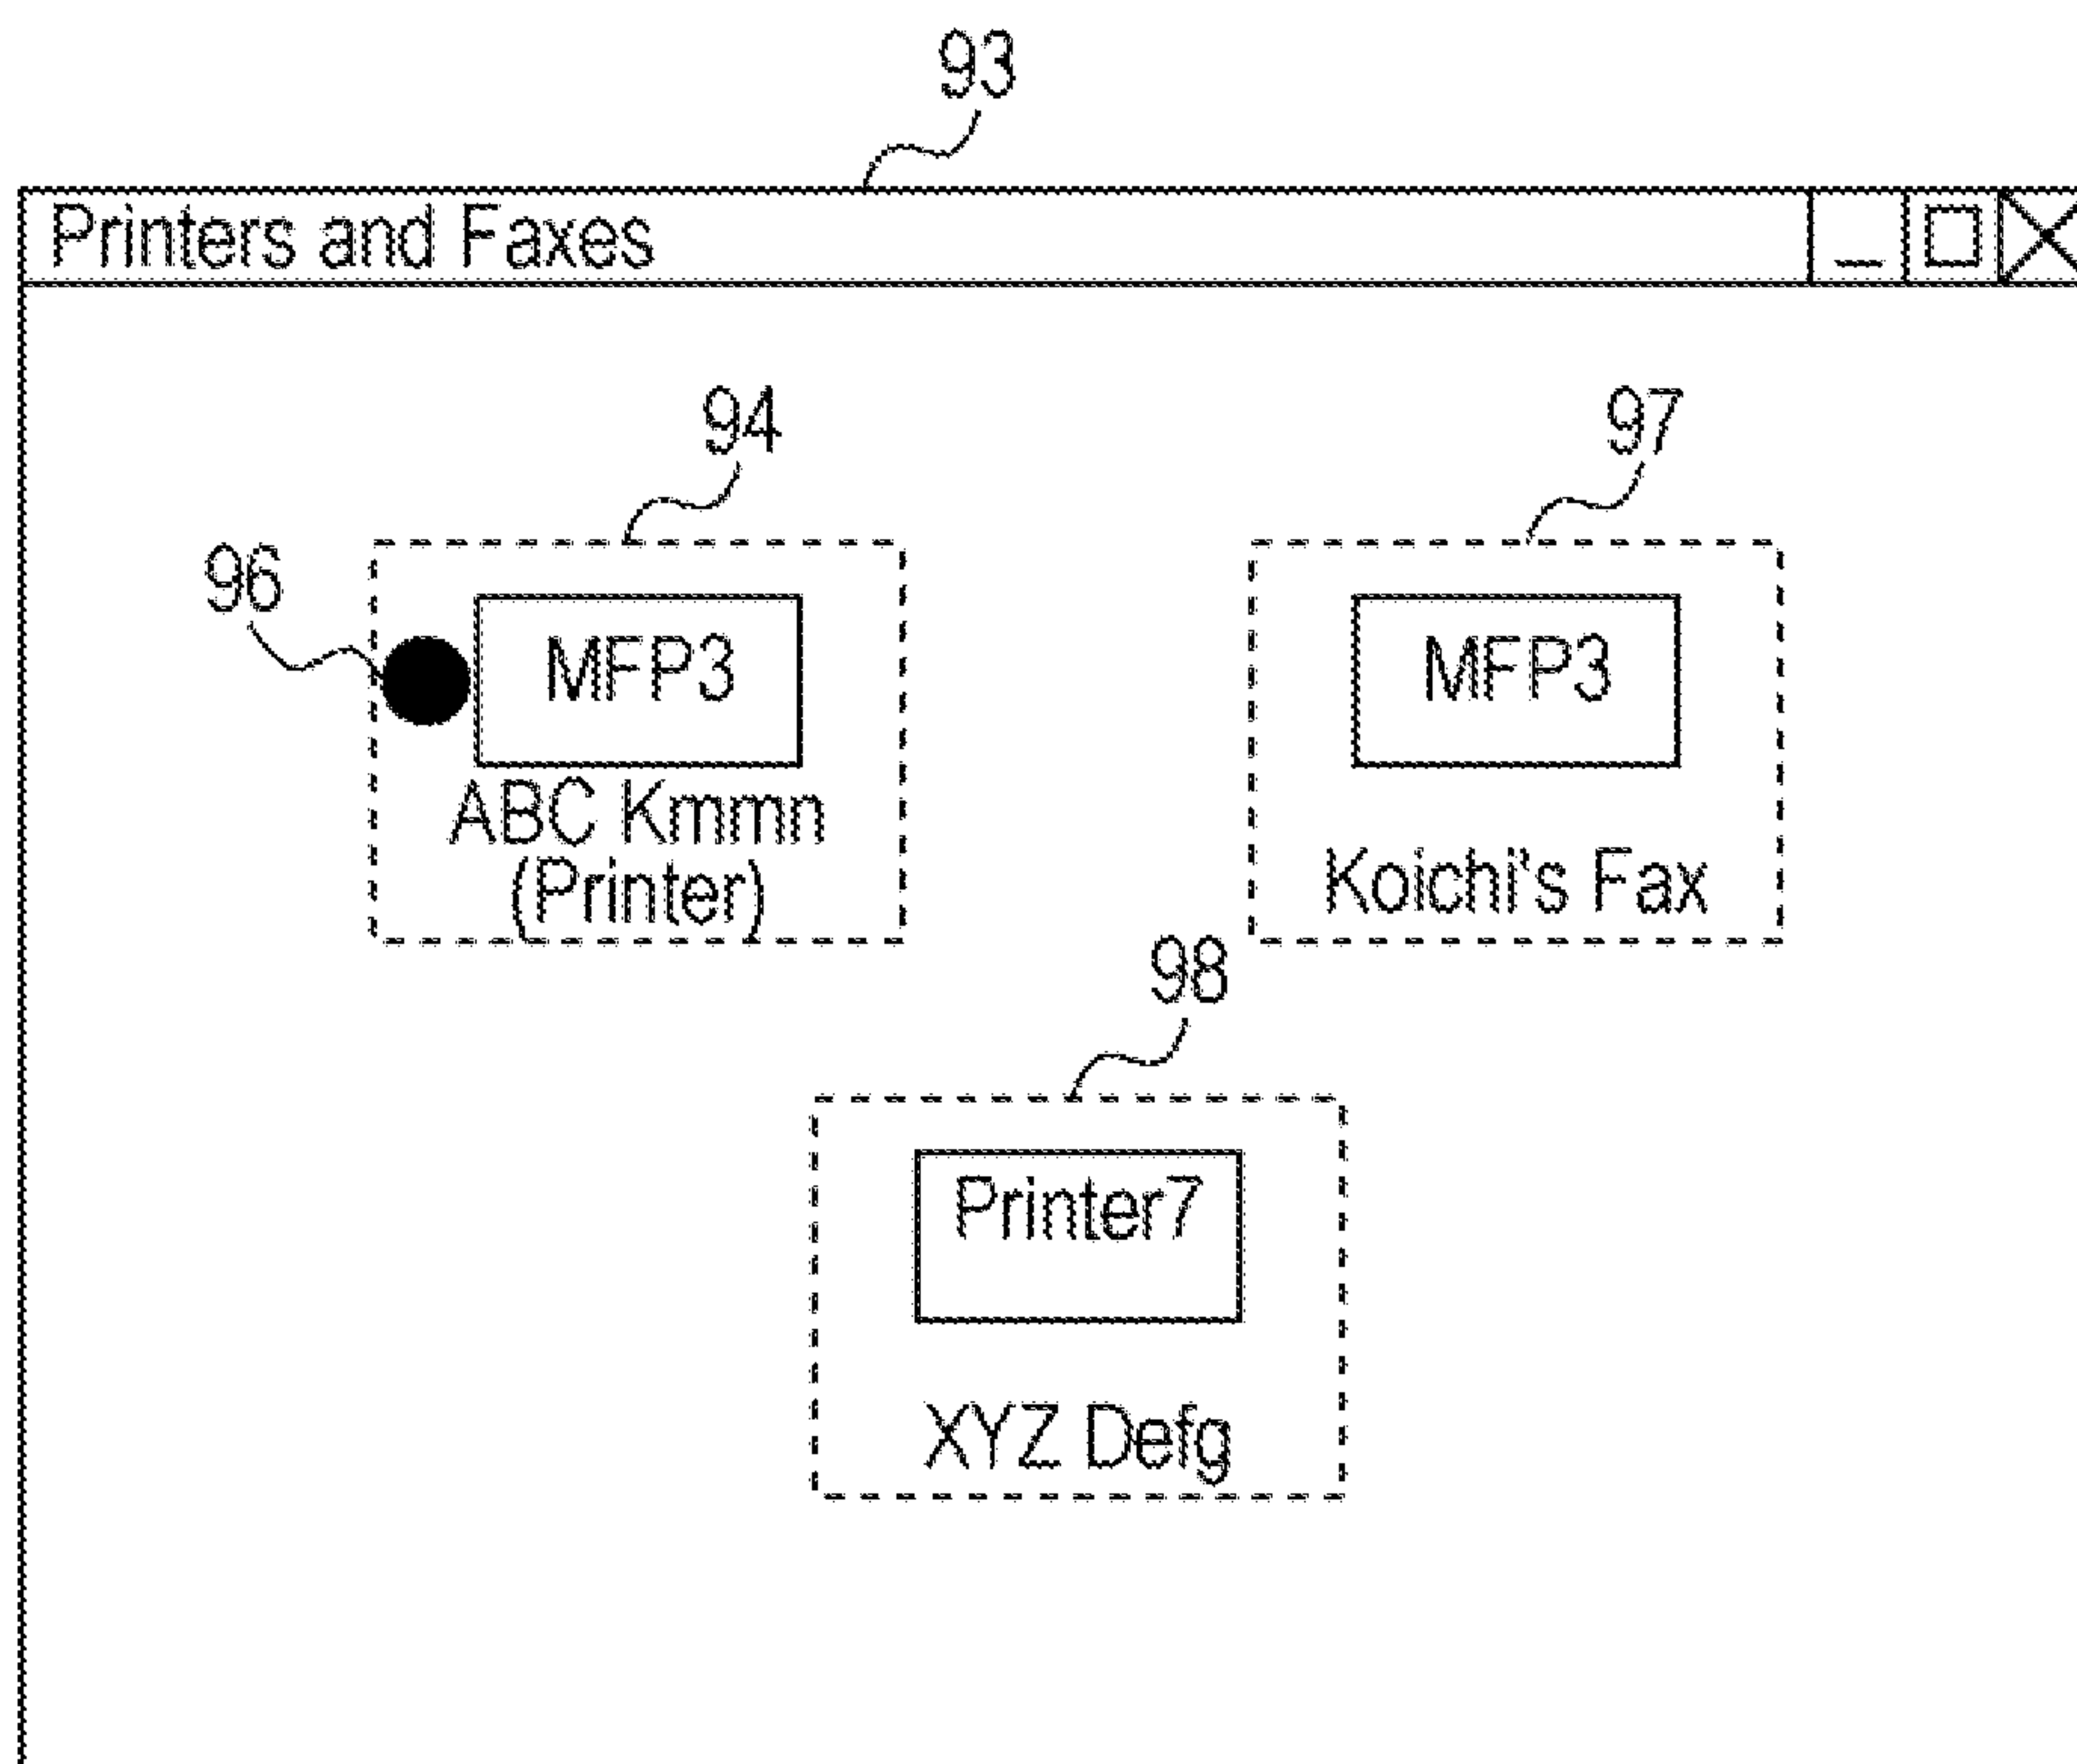 93
Printers and Faxes
94
97
96
MFP3
MFP3
ABC Kmmn
(Printer)
Koichi's Fax
98
Printer7
XYZ Defg